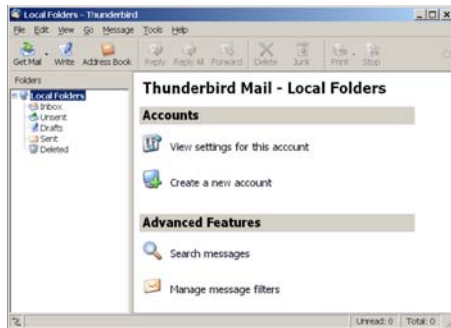 Local Folders - Thunderbird
File Edit View Go Message Tools Help
Get Mail Write Address Book Reply Reply All Forward Delete Junk Print Stop
Folders
Local Folders
Inbox
Unsent
Drafts
Sent
Deleted
Thunderbird Mail - Local Folders
Accounts
View settings for this account
Create a new account
Advanced Features
Search messages
Manage message filters
Unread: 0 Total: 0